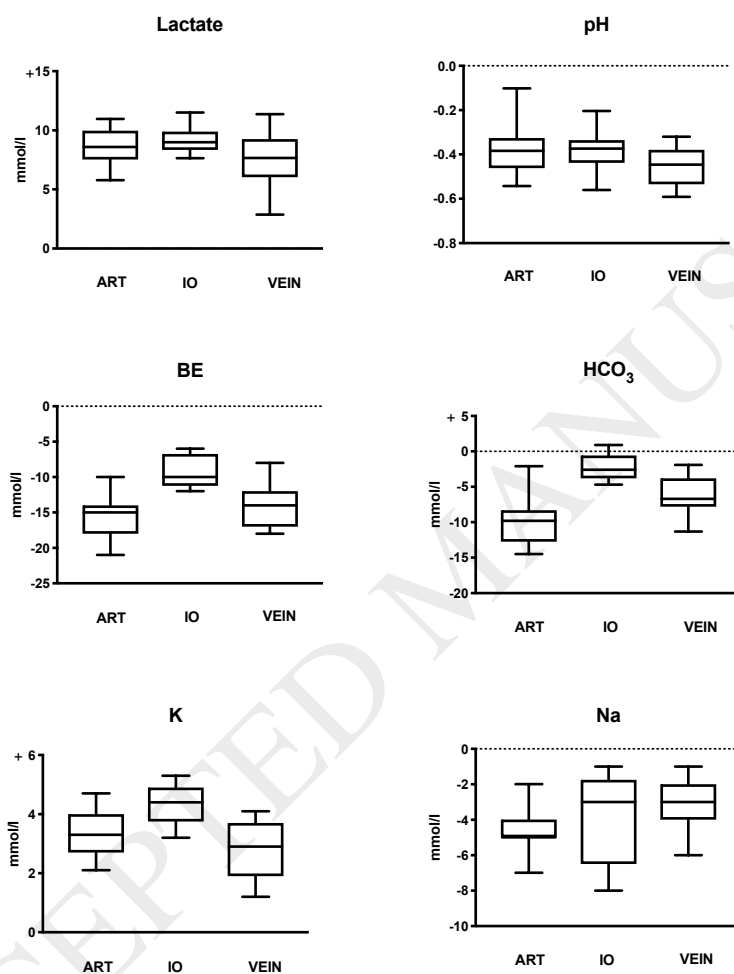 Lactate
+15
10
5
0
mmol/l
ART IO VEIN
pH
0.0
-0.2
-0.4
-0.6
-0.8
ART IO VEIN
BE
0
-5
-10
-15
-20
-25
mmol/l
ART IO VEIN
HCO3
+ 5
0
-5
-10
-15
-20
mmol/l
ART IO VEIN
K
+ 6
4
2
0
mmol/l
ART IO VEIN
Na
0
-2
-4
-6
-8
-10
mmol/l
ART IO VEIN
CEPTED MANUS